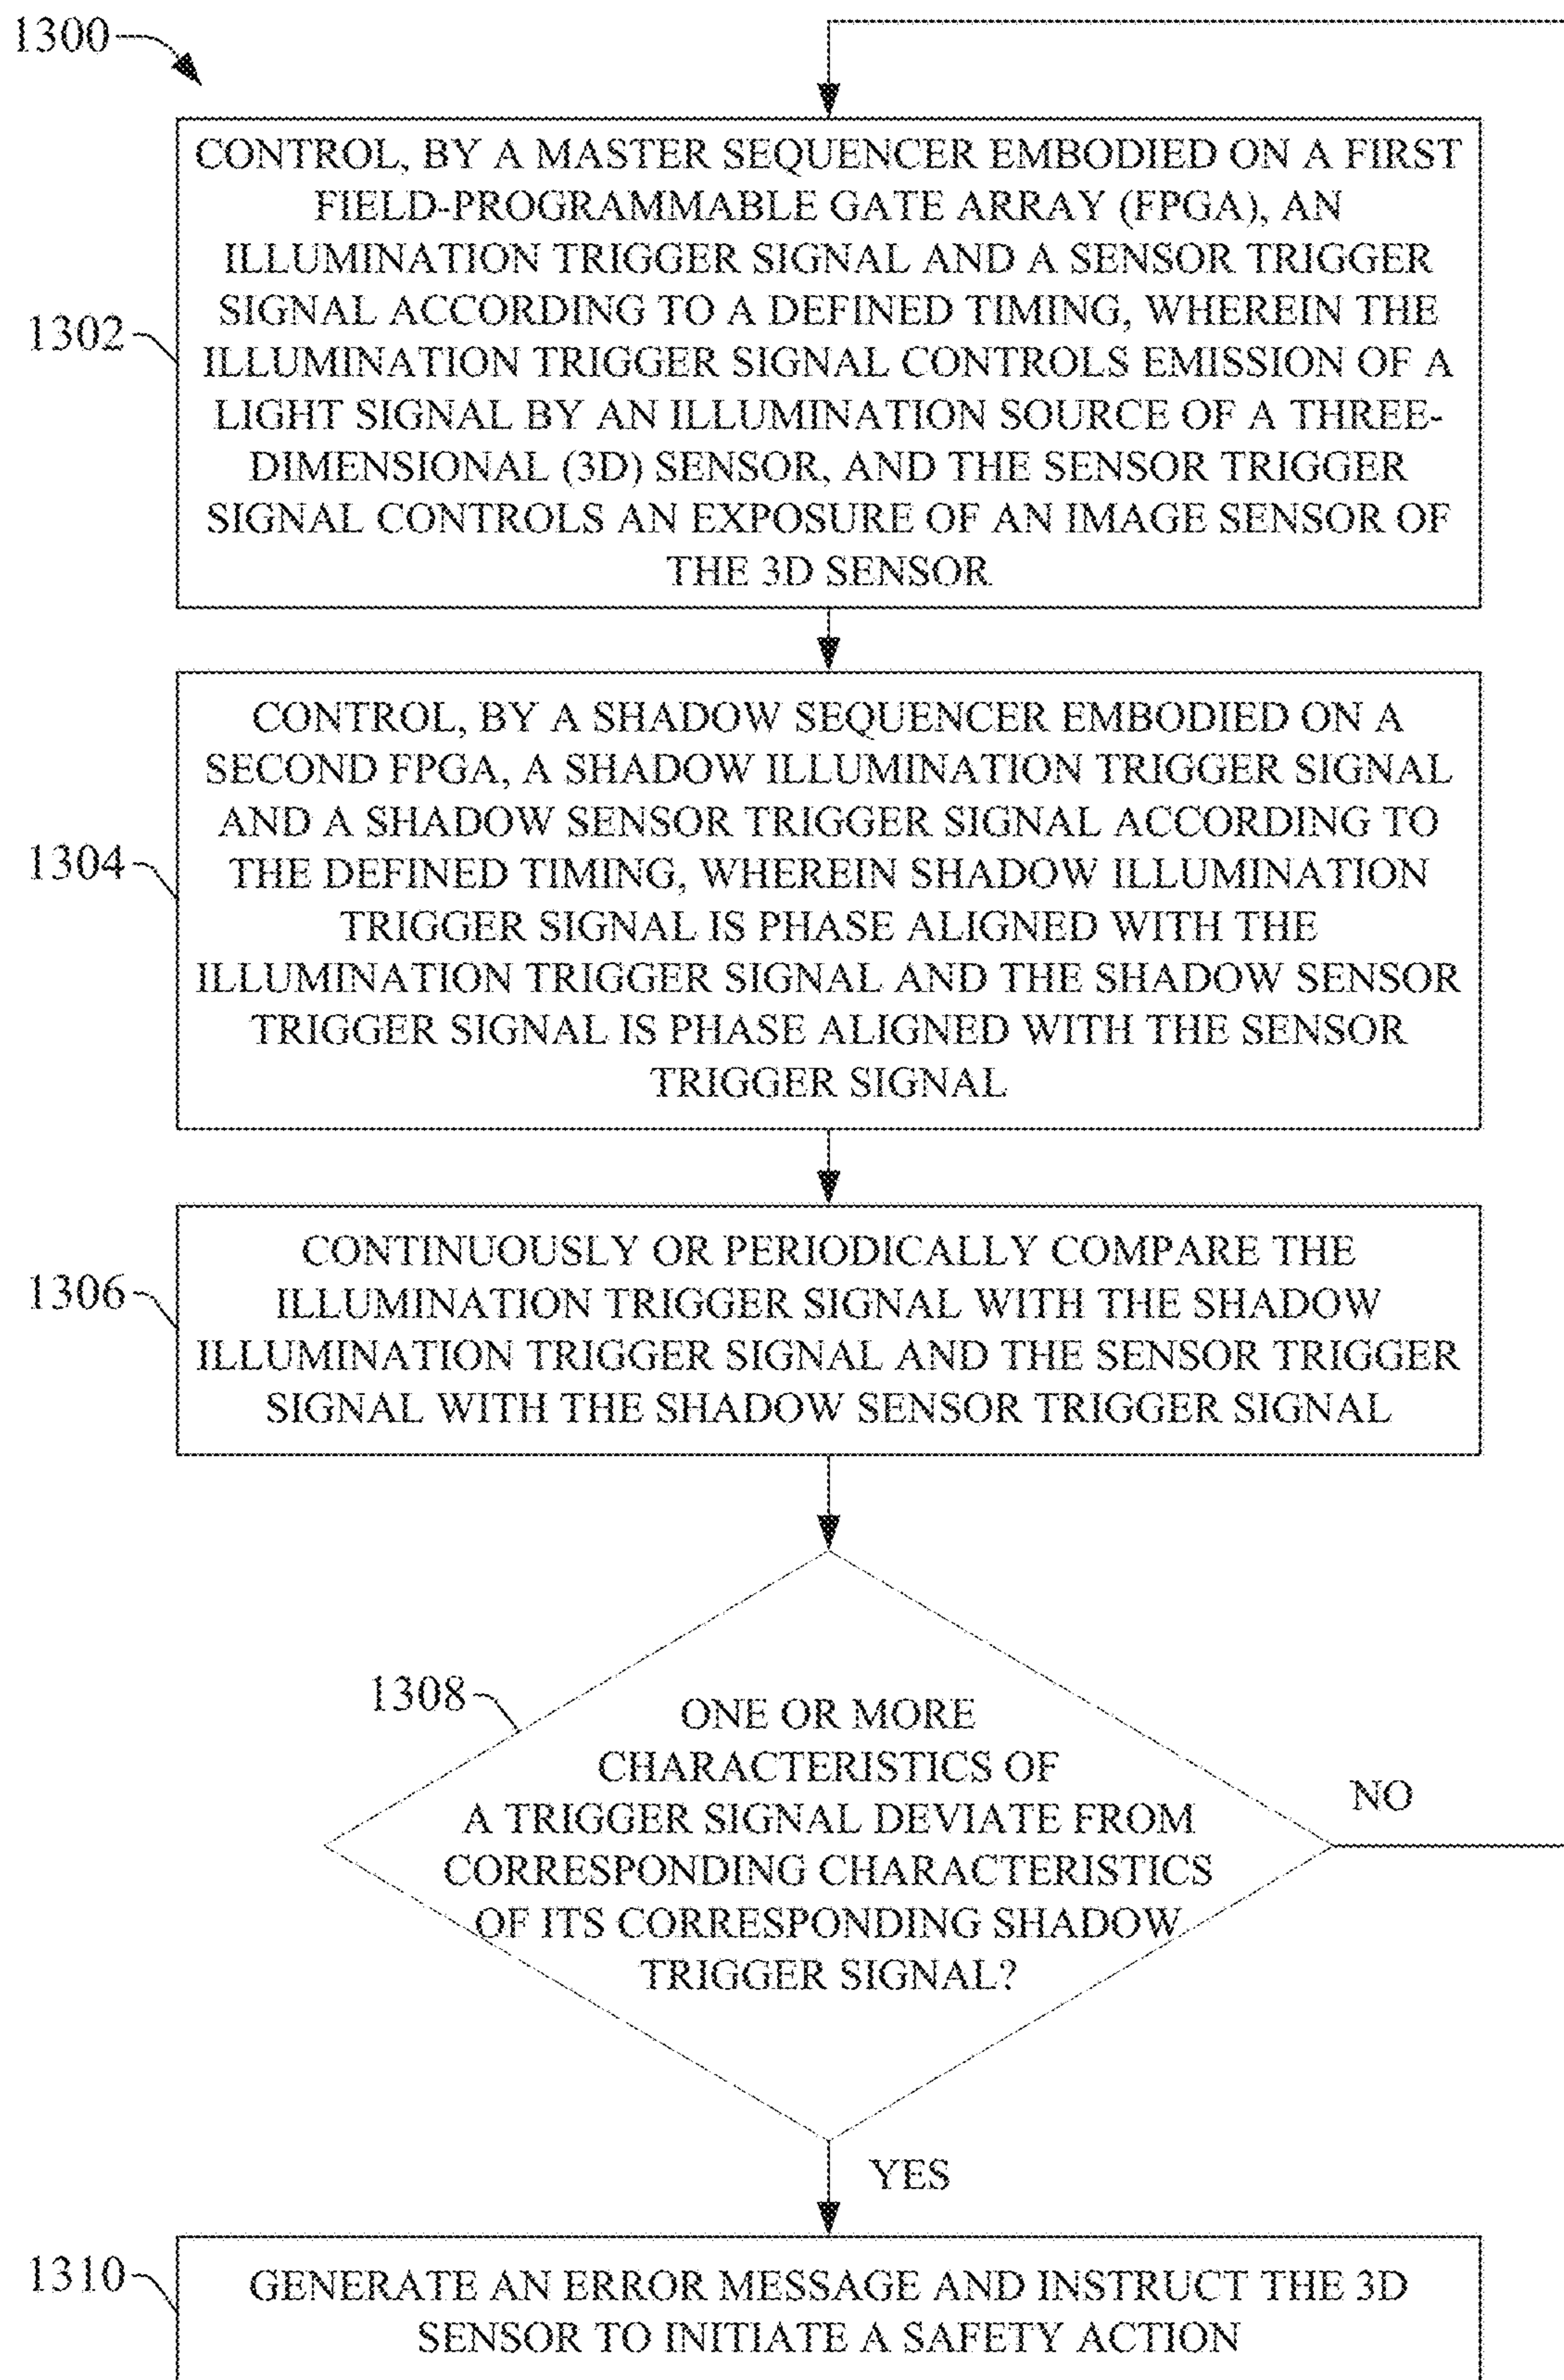 1300
CONTROL, BY A MASTER SEQUENCER EMBODIED ON A FIRST
FIELD-PROGRAMMABLE GATE ARRAY (FPGA), AN
ILLUMINATION TRIGGER SIGNAL AND A SENSOR TRIGGER
SIGNAL ACCORDING TO A DEFINED TIMING, WHEREIN THE
1302
ILLUMINATION TRIGGER SIGNAL CONTROLS EMISSION OF A
LIGHT SIGNAL BY AN ILLUMINATION SOURCE OF A THREE-
DIMENSIONAL (3D) SENSOR, AND THE SENSOR TRIGGER
SIGNAL CONTROLS AN EXPOSURE OF AN IMAGE SENSOR OF
THE 3D SENSOR
CONTROL, BY A SHADOW SEQUENCER EMBODIED ON A
SECOND FPGA, A SHADOW ILLUMINATION TRIGGER SIGNAL
AND A SHADOW SENSOR TRIGGER SIGNAL ACCORDING TO
1304
THE DEFINED TIMING, WHEREIN SHADOW ILLUMINATION
TRIGGER SIGNAL IS PHASE ALIGNED WITH THE
ILLUMINATION TRIGGER SIGNAL AND THE SHADOW SENSOR
TRIGGER SIGNAL IS PHASE ALIGNED WITH THE SENSOR
TRIGGER SIGNAL
CONTINUOUSLY OR PERIODICALLY COMPARE THE
1306
ILLUMINATION TRIGGER SIGNAL WITH THE SHADOW
ILLUMINATION TRIGGER SIGNAL AND THE SENSOR TRIGGER
SIGNAL WITH THE SHADOW SENSOR TRIGGER SIGNAL
1308
ONE OR MORE
CHARACTERISTICS OF
A TRIGGER SIGNAL DEVIATE FROM
CORRESPONDING CHARACTERISTICS
OF ITS CORRESPONDING SHADOW
TRIGGER SIGNAL?
NO
YES
1310
GENERATE AN ERROR MESSAGE AND INSTRUCT THE 3D
SENSOR TO INITIATE A SAFETY ACTION